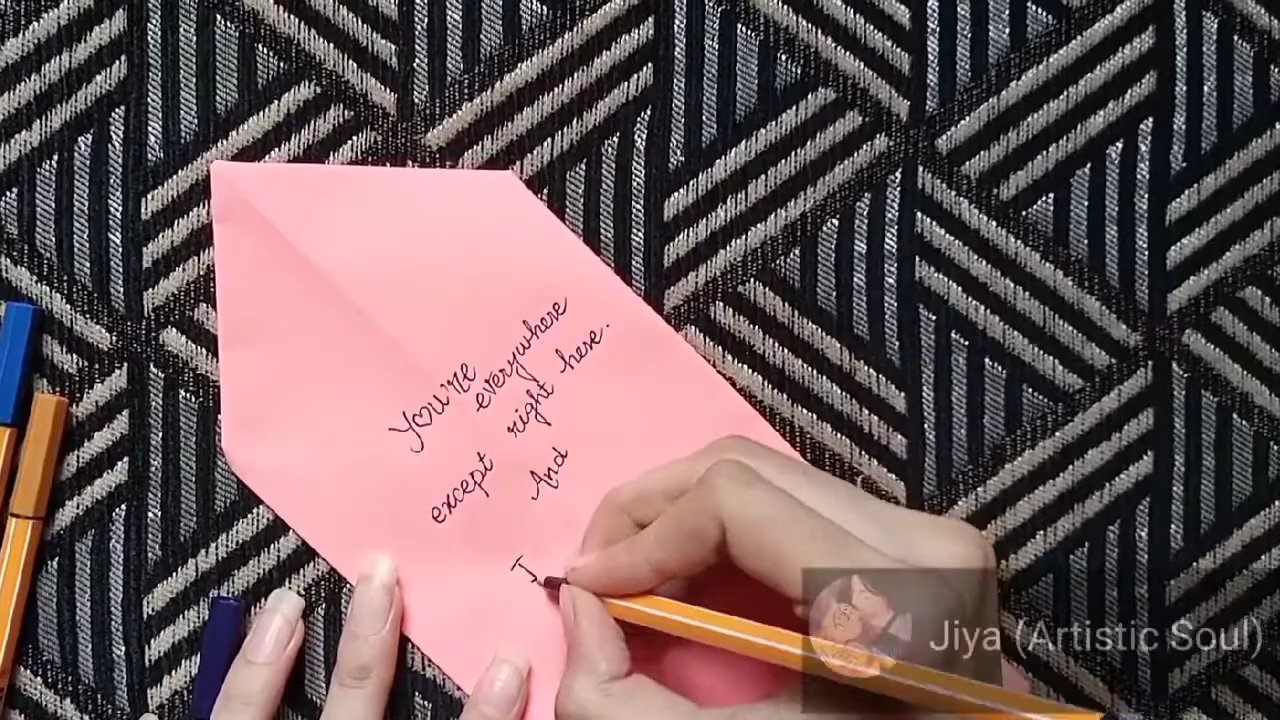 You're everywhere
except right here.
And
I
Jiya (Artistic Soul)